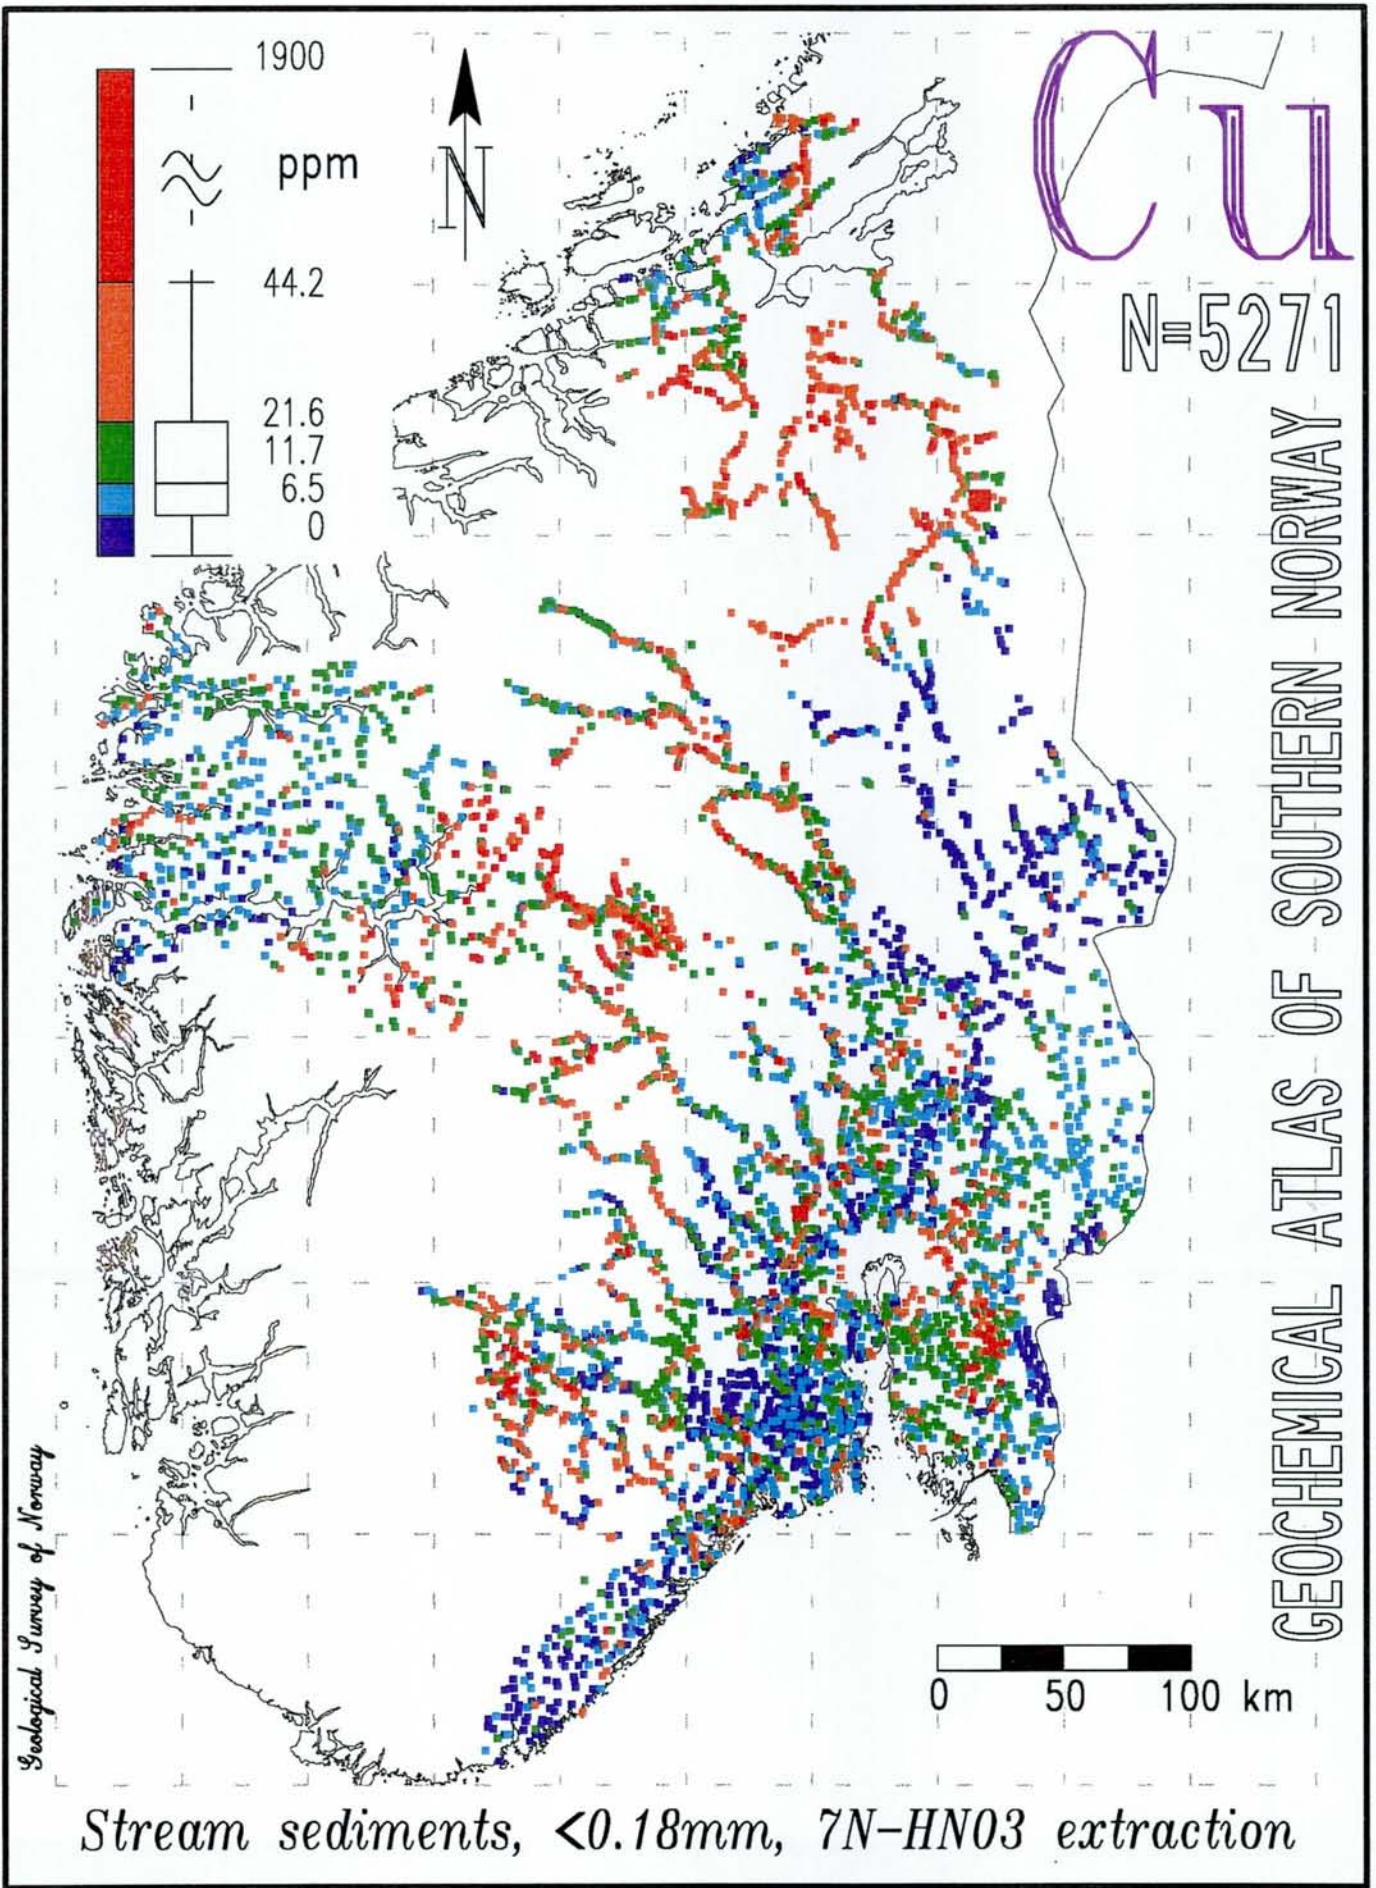 1900
ppm
44.2
21.6
11.7
6.5
0
N
Cu
N=5271
GEOCHEMICAL ATLAS OF SOUTHERN NORWAY
Geological Survey of Norway
0 50 100 km
Stream sediments, <0.18mm, 7N-HNO3 extraction